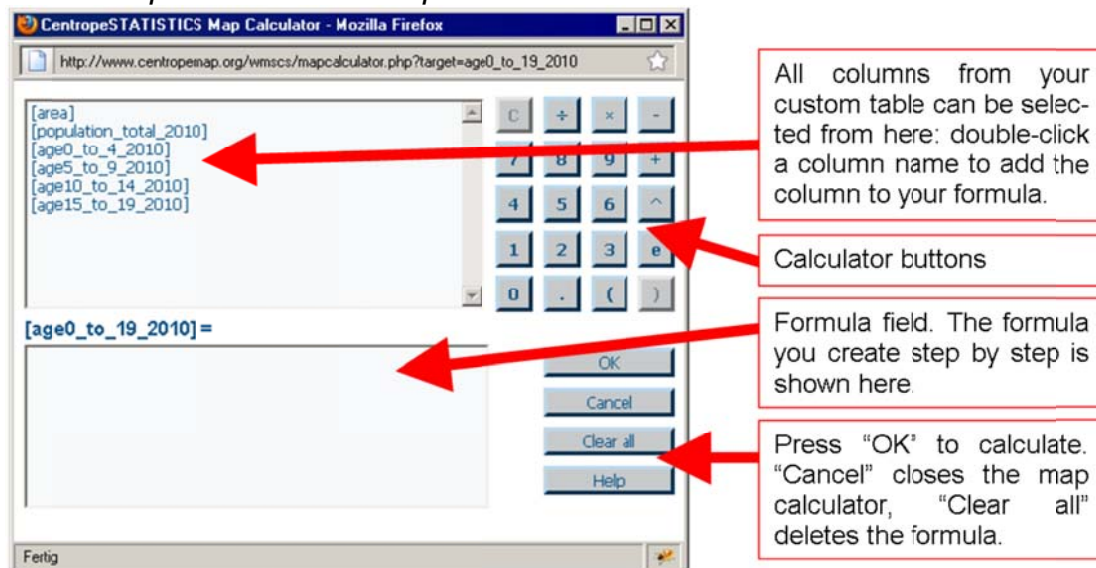 CentropeSTATISTICS Map Calculator - Mozilla Firefox
http://www.centropemap.org/wmscs/mapcalculator.php?target=age0_to_19_2010
[area]
[population_total_2010]
[age0_to_4_2010]
[age5_to_9_2010]
[age10_to_14_2010]
[age15_to_19_2010]
C ÷ × -
7 8 9 +
4 5 6 ^
1 2 3 e
0 . ( )
[age0_to_19_2010] =
OK
Cancel
Clear all
Help
Fertig
All columns from your
custom table can be selec-
ted from here: double-click
a column name to add the
column to your formula.
Calculator buttons
Formula field. The formula
you create step by step is
shown here.
Press “OK” to calculate.
“Cancel” closes the map
calculator, “Clear all”
deletes the formula.